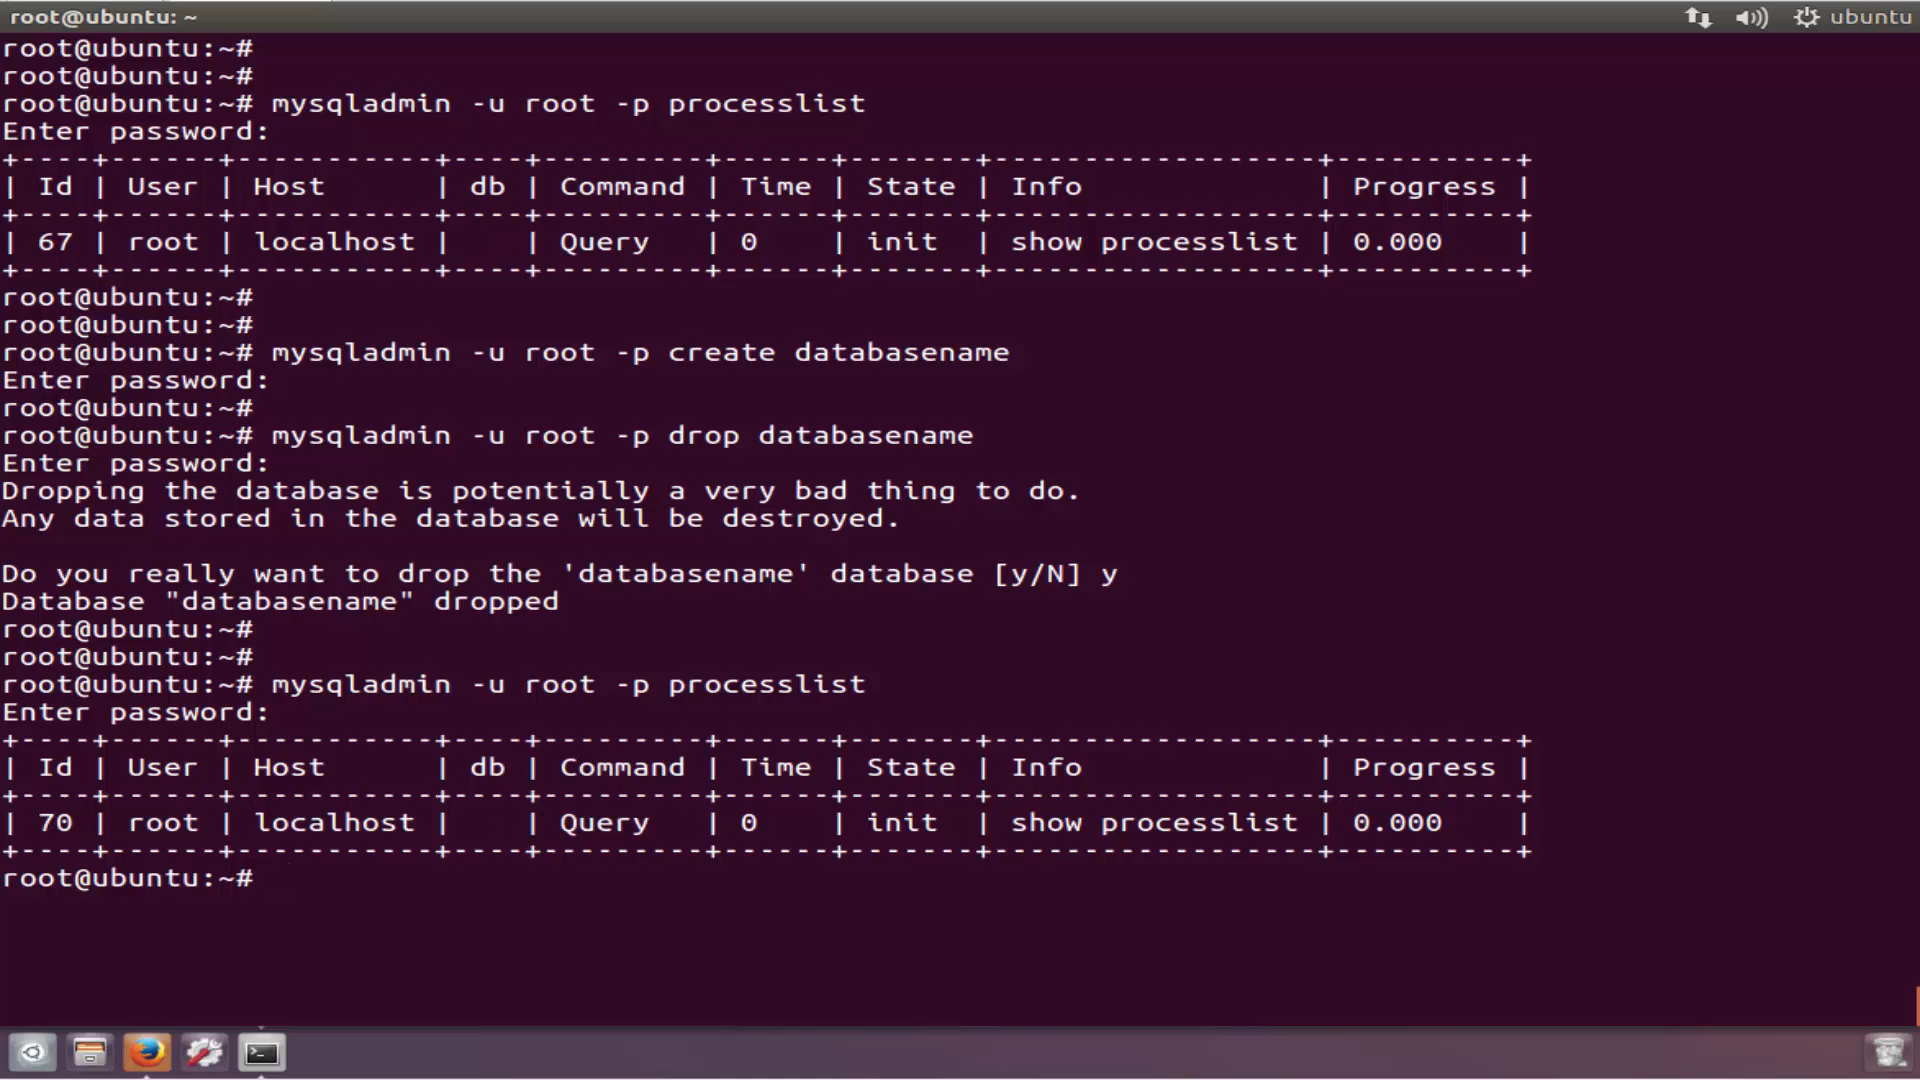 root@ubuntu: ~
ubuntu
root@ubuntu:~#
root@ubuntu:~#
root@ubuntu:~# mysqladmin -u root -p processlist
Enter password:
+----+------+-----------+----+---------+------+-------+------------------+----------+
| Id | User | Host      | db | Command | Time | State | Info             | Progress |
+----+------+-----------+----+---------+------+-------+------------------+----------+
| 67 | root | localhost |    | Query   | 0    | init  | show processlist | 0.000    |
+----+------+-----------+----+---------+------+-------+------------------+----------+
root@ubuntu:~#
root@ubuntu:~#
root@ubuntu:~# mysqladmin -u root -p create databasename
Enter password:
root@ubuntu:~#
root@ubuntu:~# mysqladmin -u root -p drop databasename
Enter password:
Dropping the database is potentially a very bad thing to do.
Any data stored in the database will be destroyed.

Do you really want to drop the 'databasename' database [y/N] y
Database "databasename" dropped
root@ubuntu:~#
root@ubuntu:~#
root@ubuntu:~# mysqladmin -u root -p processlist
Enter password:
+----+------+-----------+----+---------+------+-------+------------------+----------+
| Id | User | Host      | db | Command | Time | State | Info             | Progress |
+----+------+-----------+----+---------+------+-------+------------------+----------+
| 70 | root | localhost |    | Query   | 0    | init  | show processlist | 0.000    |
+----+------+-----------+----+---------+------+-------+------------------+----------+
root@ubuntu:~#